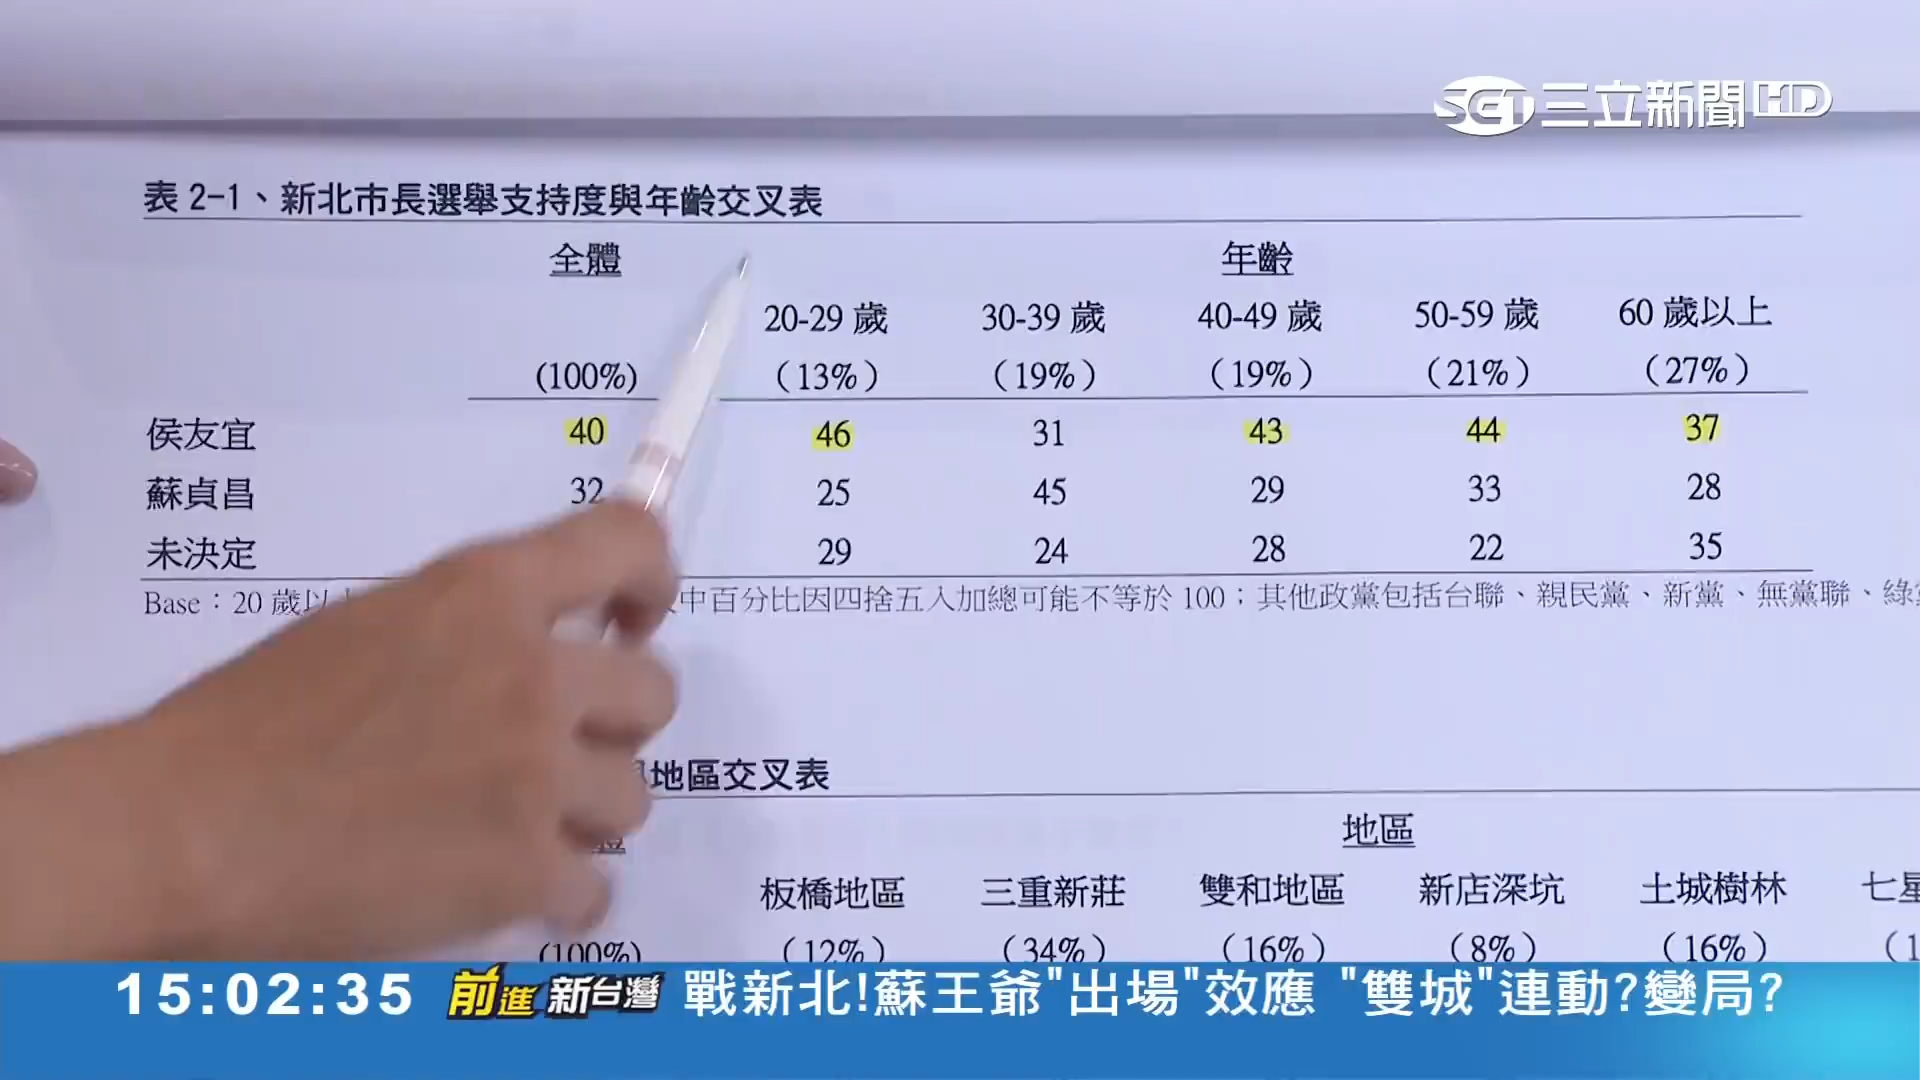 SET三立新聞HD
表 2-1、新北市長選舉支持度與年齡交叉表
全體 年齡
20-29 歲 30-39 歲 40-49 歲 50-59 歲 60 歲以上
(100%) (13%) (19%) (19%) (21%) (27%)
侯友宜 40 46 31 43 44 37
蘇貞昌 32 25 45 29 33 28
未決定 29 24 28 22 35
Base：20 歲以 中百分比因四捨五入加總可能不等於 100；其他政黨包括台聯、親民黨、新黨、無黨聯、綠
地區交叉表
地區
板橋地區 三重新莊 雙和地區 新店深坑 土城樹林 七星
(100%) (12%) (34%) (16%) (8%) (16%)
15:02:35 前進新台灣 戰新北!蘇王爺"出場"效應 "雙城"連動?變局?